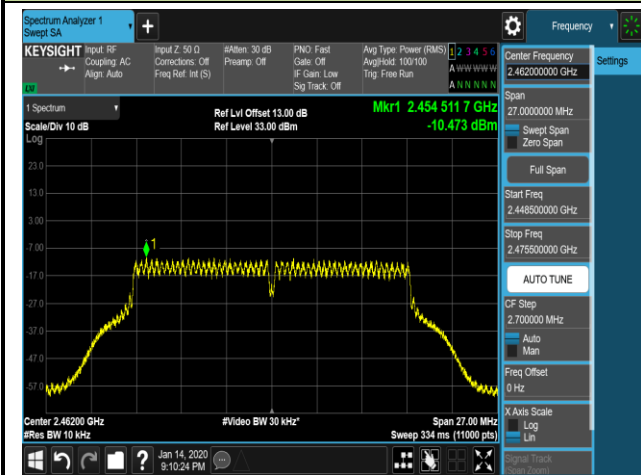 Spectrum Analyzer 1
Swept SA
+
Frequency
KEYSIGHT
Input: RF
Coupling: AC
Align: Auto
Input Z: 50 Ω
Corrections: Off
Freq Ref: Int (S)
#Atten: 30 dB
Preamp: Off
PNO: Fast
Gate: Off
IF Gain: Low
Sig Track: Off
Avg Type: Power (RMS)
Avg|Hold: 100/100
Trig: Free Run
1 2 3 4 5 6
A W W W W W
A N N N N N
1 Spectrum
Scale/Div 10 dB
Log
Ref Lvl Offset 13.00 dB
Ref Level 33.00 dBm
Mkr1 2.454 511 7 GHz
-10.473 dBm
23.0
13.0
3.00
-7.00
-17.0
-27.0
-37.0
-47.0
-57.0
1
Center 2.46200 GHz
#Res BW 10 kHz
#Video BW 30 kHz*
Span 27.00 MHz
Sweep 334 ms (11000 pts)
Jan 14, 2020
9:10:24 PM
Center Frequency
2.462000000 GHz
Settings
Span
27.0000000 MHz
Swept Span
Zero Span
Full Span
Start Freq
2.448500000 GHz
Stop Freq
2.475500000 GHz
AUTO TUNE
CF Step
2.700000 MHz
Auto
Man
Freq Offset
0 Hz
X Axis Scale
Log
Lin
Signal Track
(Span Zoom)